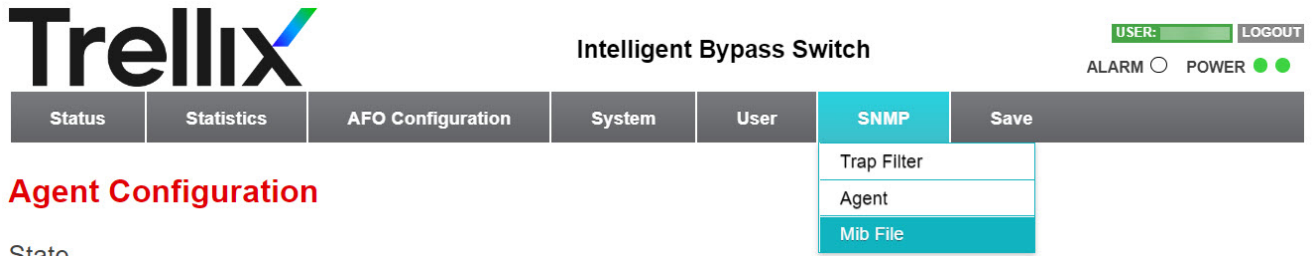 Trellix
Intelligent Bypass Switch
USER:
LOGOUT
ALARM
POWER
Status
Statistics
AFO Configuration
System
User
SNMP
Save
Trap Filter
Agent
Mib File
Agent Configuration
State